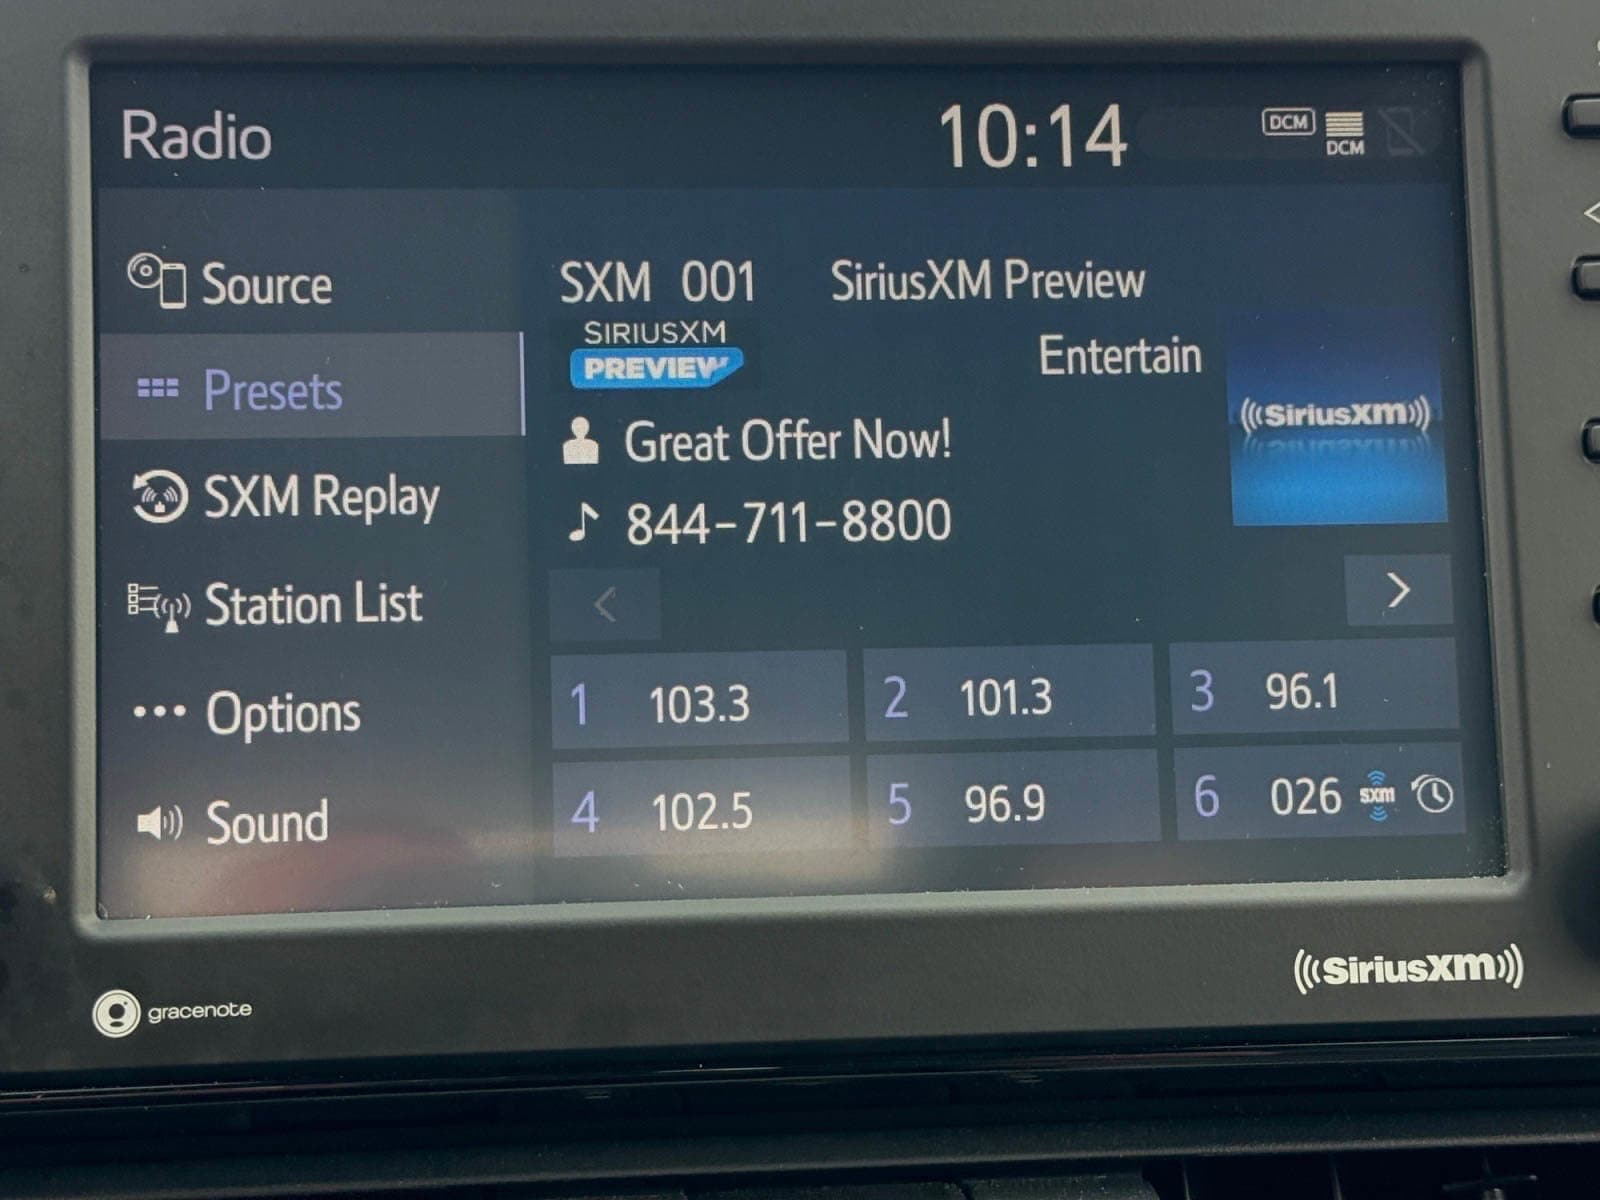 Radio
10:14
DCM
DCM
Source
Presets
SXM Replay
Station List
Options
Sound
SXM 001 SiriusXM Preview
SIRIUSXM
PREVIEW
Entertain
SiriusXM
Great Offer Now!
844-711-8800
1 103.3
2 101.3
3 96.1
4 102.5
5 96.9
6 026 sxm
gracenote
SiriusXM